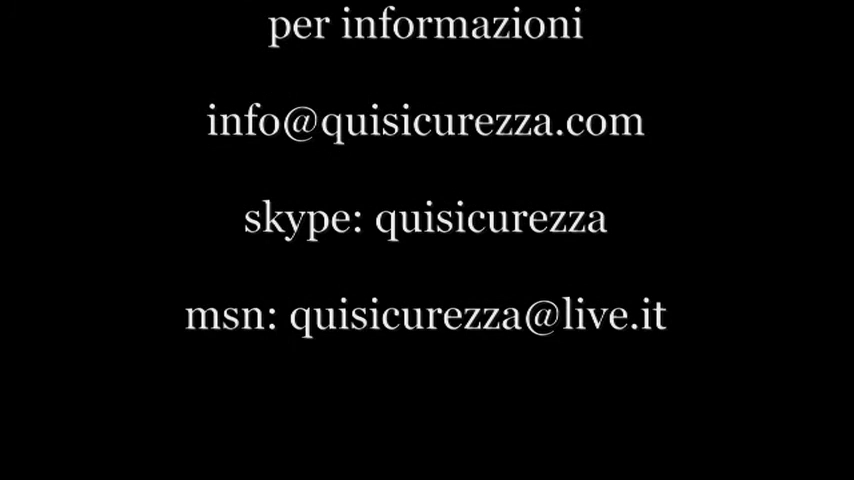 per informazioni
info@quisicurezza.com
skype: quisicurezza
msn: quisicurezza@live.it